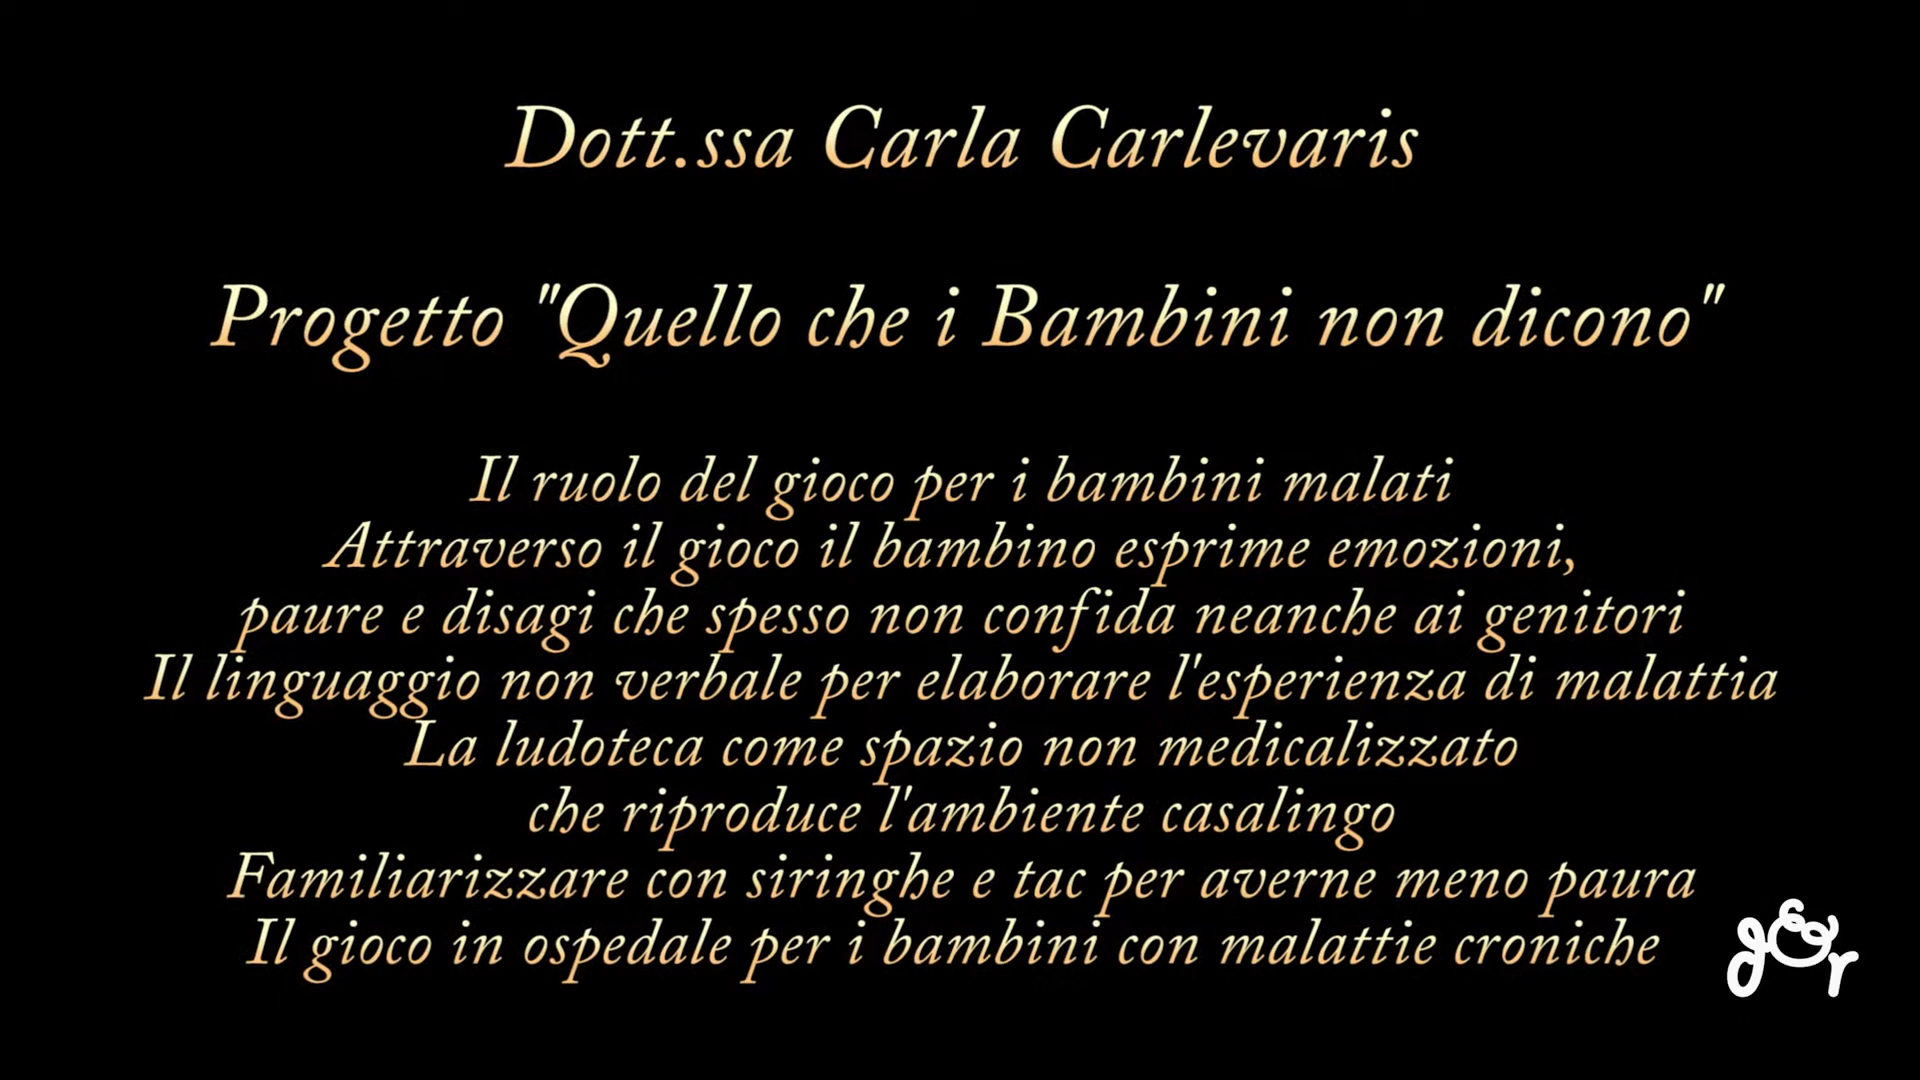 Dott.ssa Carla Carlevaris
Progetto "Quello che i Bambini non dicono"
Il ruolo del gioco per i bambini malati
Attraverso il gioco il bambino esprime emozioni,
paure e disagi che spesso non confida neanche ai genitori
Il linguaggio non verbale per elaborare l'esperienza di malattia
La ludoteca come spazio non medicalizzato
che riproduce l'ambiente casalingo
Familiarizzare con siringhe e tac per averne meno paura
Il gioco in ospedale per i bambini con malattie croniche
g&r